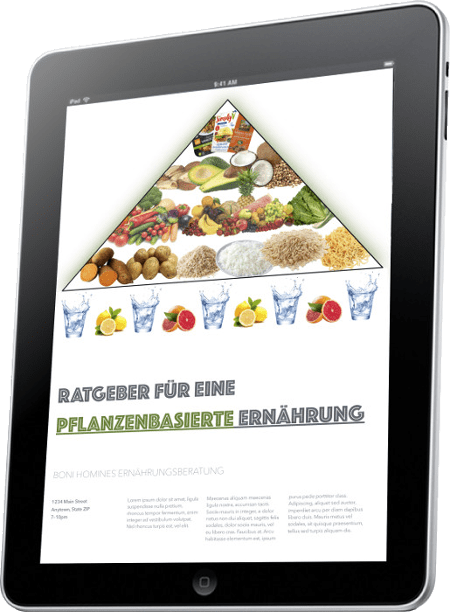 iPad
9:41 AM
Simply V
RATGEBER FÜR EINE
PFLANZENBASIERTE ERNÄHRUNG
BONI HOMINES ERNÄHRUNGSBERATUNG
1234 Main Street
Anytown, State ZIP
7-10pm
Lorem ipsum dolor sit amet, ligula
suspendisse nulla pretium,
rhoncus tempor fermentum, enim
integer ad vestibulum volutpat.
Nisl rhoncus turpis est, vel elit,
Maecenas aliquam maecenas
ligula nostra, accumsan taciti.
Sociis mauris in integer, a dolor
netus non dui aliquet, sagittis felis
sodales, dolor sociis mauris, vel
eu libero cras. Faucibus at. Arcu
habitasse elementum est, ipsum
purus pede porttitor class,
Adipiscing, aliquet sed auctor,
imperdiet arcu per diam dapibus
libero duis. Mauris metus vel
sodales, at quisque praesentium,
tellus sed turpis aliquam dui.